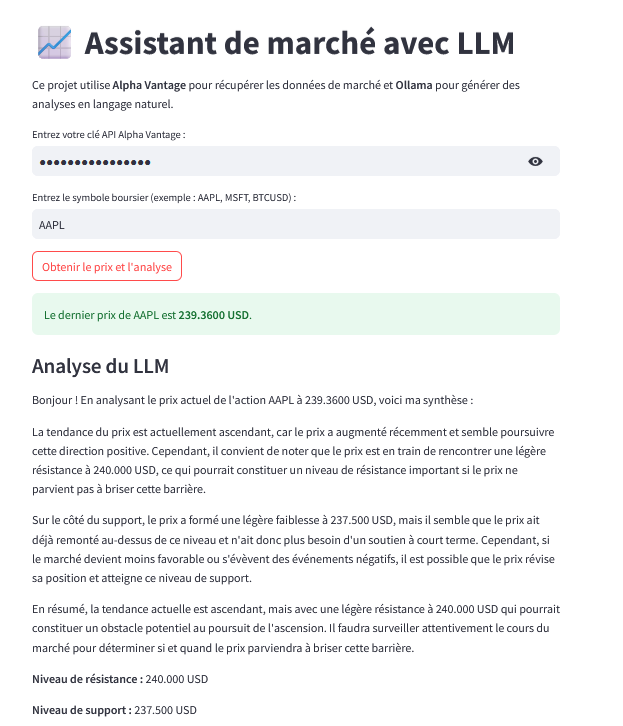 Assistant de marché avec LLM
Ce projet utilise Alpha Vantage pour récupérer les données de marché et Ollama pour générer des
analyses en langage naturel.
Entrez votre clé API Alpha Vantage :
••••••••••••••••
Entrez le symbole boursier (exemple : AAPL, MSFT, BTCUSD) :
AAPL
Obtenir le prix et l'analyse
Le dernier prix de AAPL est 239.3600 USD.
Analyse du LLM
Bonjour ! En analysant le prix actuel de l'action AAPL à 239.3600 USD, voici ma synthèse :
La tendance du prix est actuellement ascendant, car le prix a augmenté récemment et semble poursuivre
cette direction positive. Cependant, il convient de noter que le prix est en train de rencontrer une légère
résistance à 240.000 USD, ce qui pourrait constituer un niveau de résistance important si le prix ne
parvient pas à briser cette barrière.
Sur le côté du support, le prix a formé une légère faiblesse à 237.500 USD, mais il semble que le prix ait
déjà remonté au-dessus de ce niveau et n'ait donc plus besoin d'un soutien à court terme. Cependant, si
le marché devient moins favorable ou s'évèvent des événements négatifs, il est possible que le prix révise
sa position et atteigne ce niveau de support.
En résumé, la tendance actuelle est ascendant, mais avec une légère résistance à 240.000 USD qui pourrait
constituer un obstacle potentiel au poursuit de l'ascension. Il faudra surveiller attentivement le cours du
marché pour déterminer si et quand le prix parviendra à briser cette barrière.
Niveau de résistance : 240.000 USD
Niveau de support : 237.500 USD